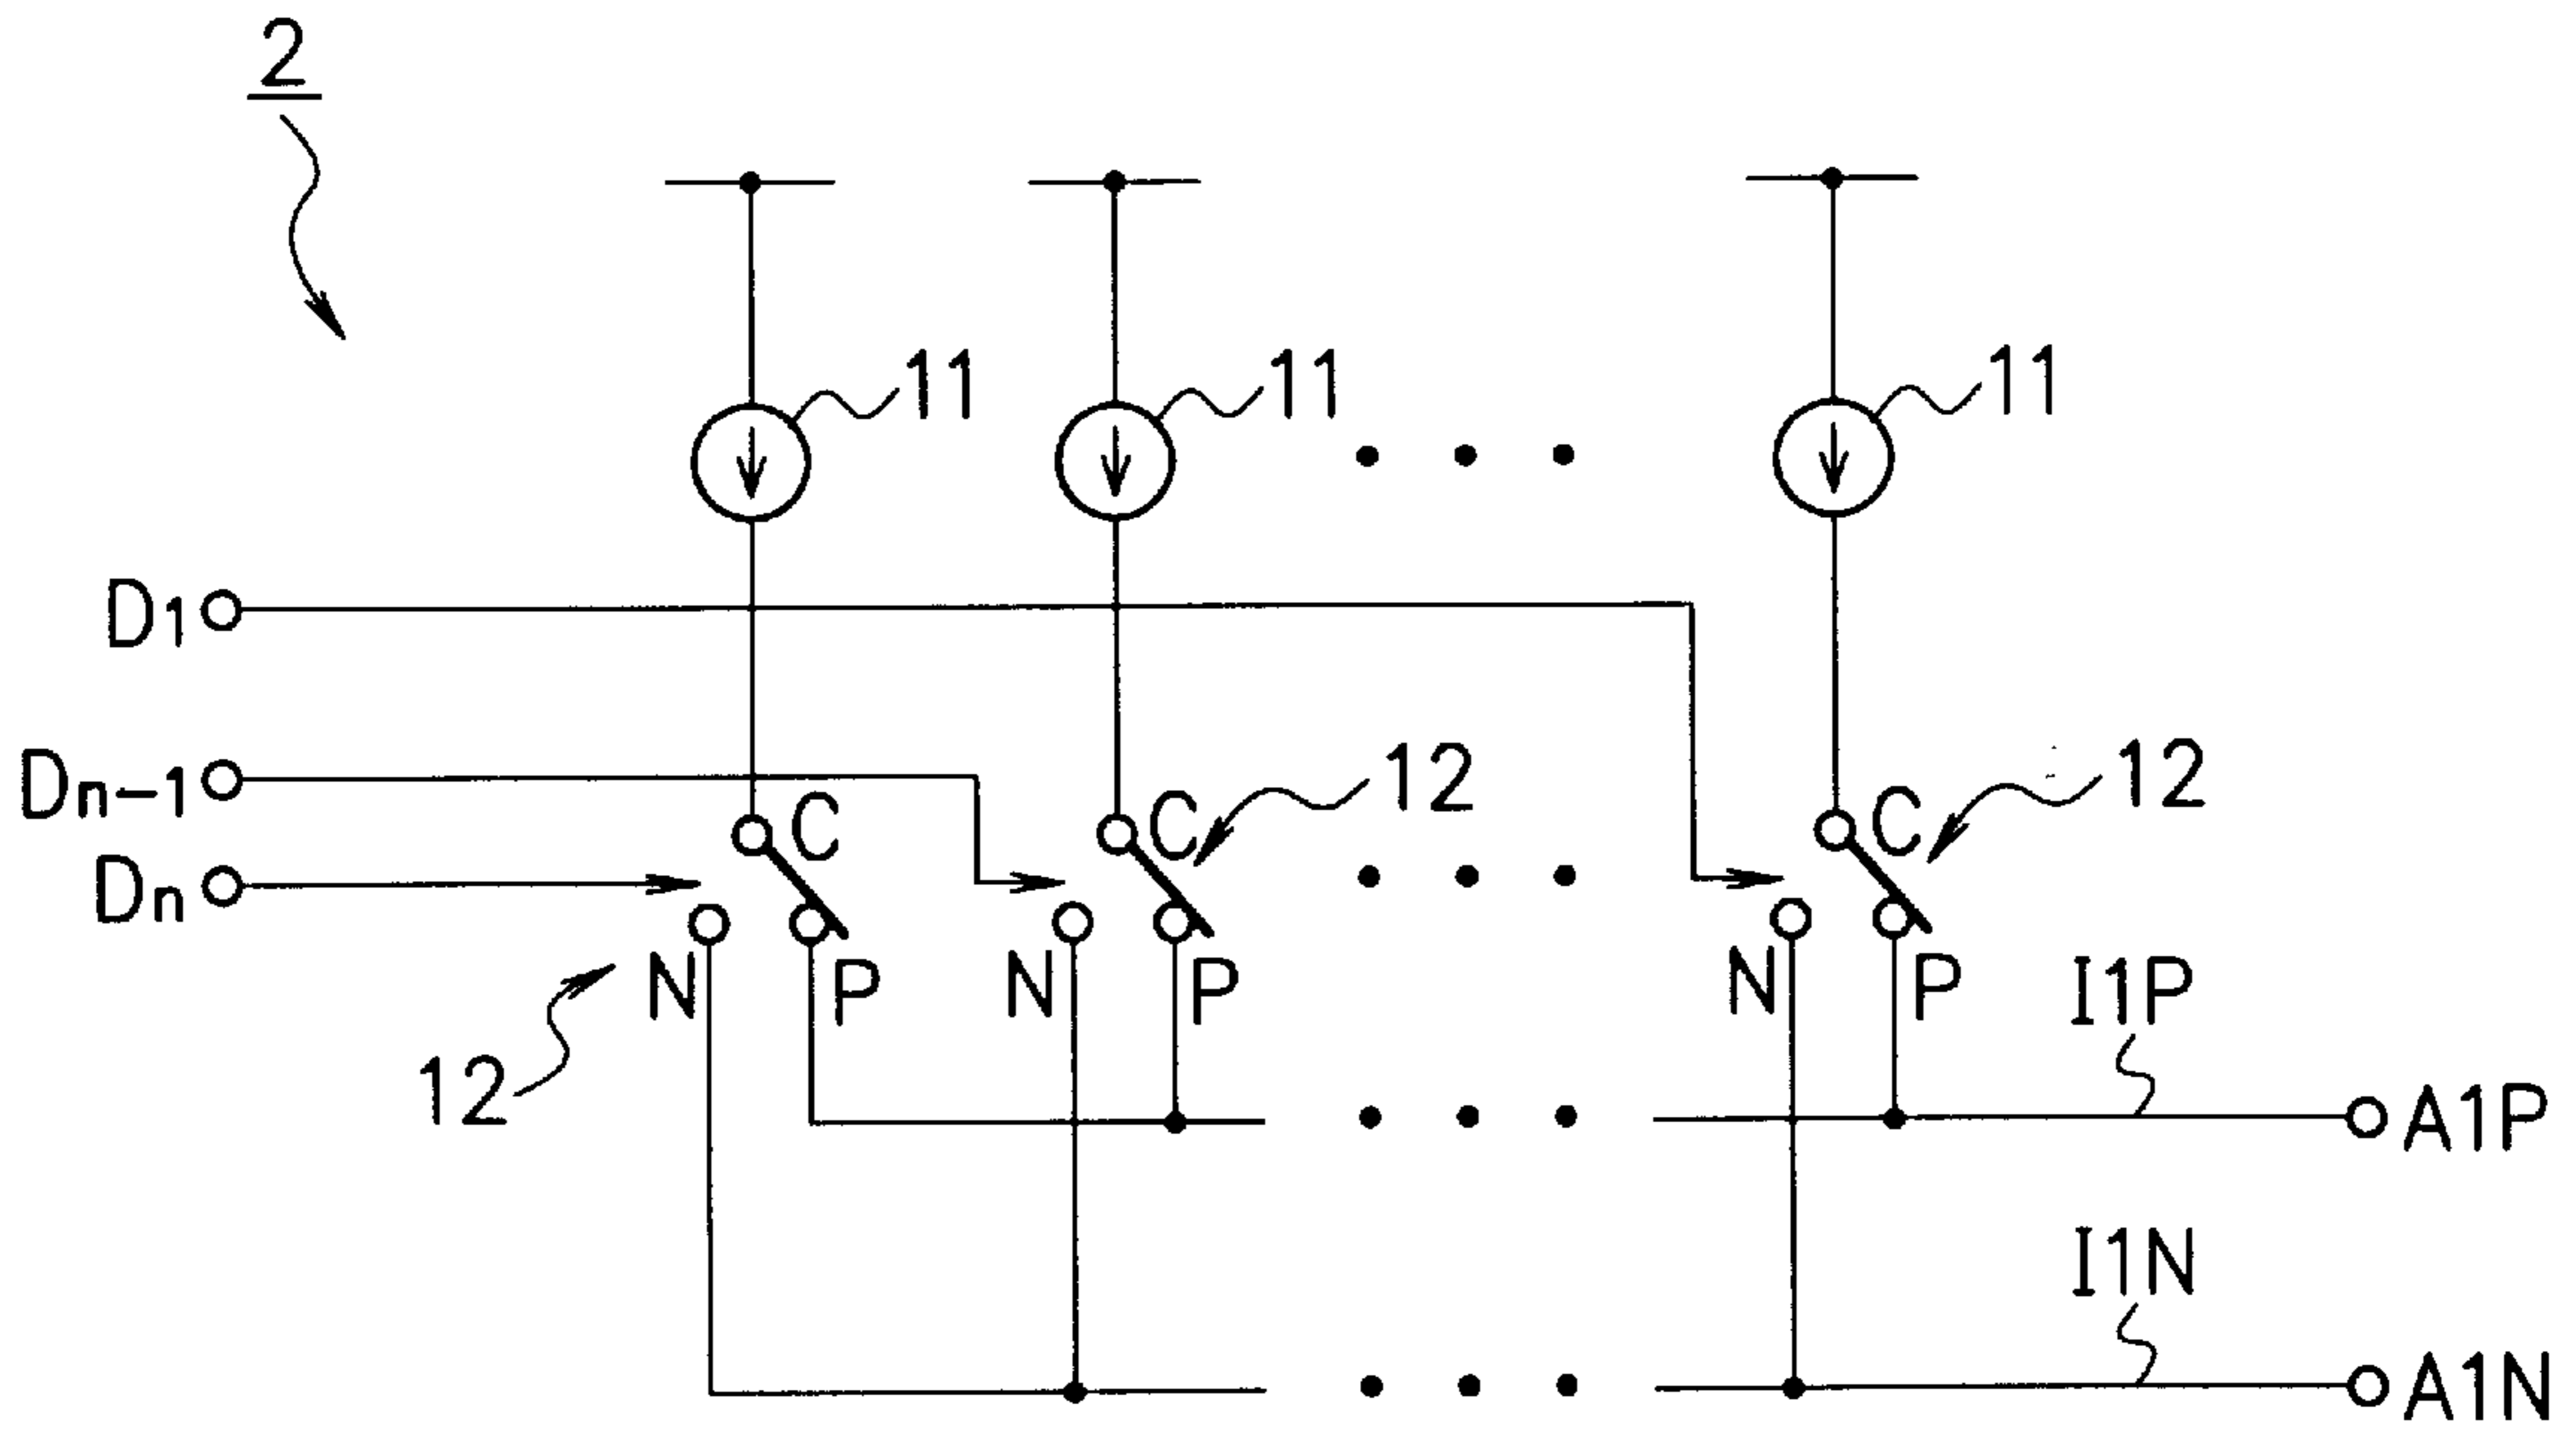 2
11 11 11
D1
Dn-1 C C 12 C 12
Dn
N P N P N P I1P
12
A1P
I1N
A1N